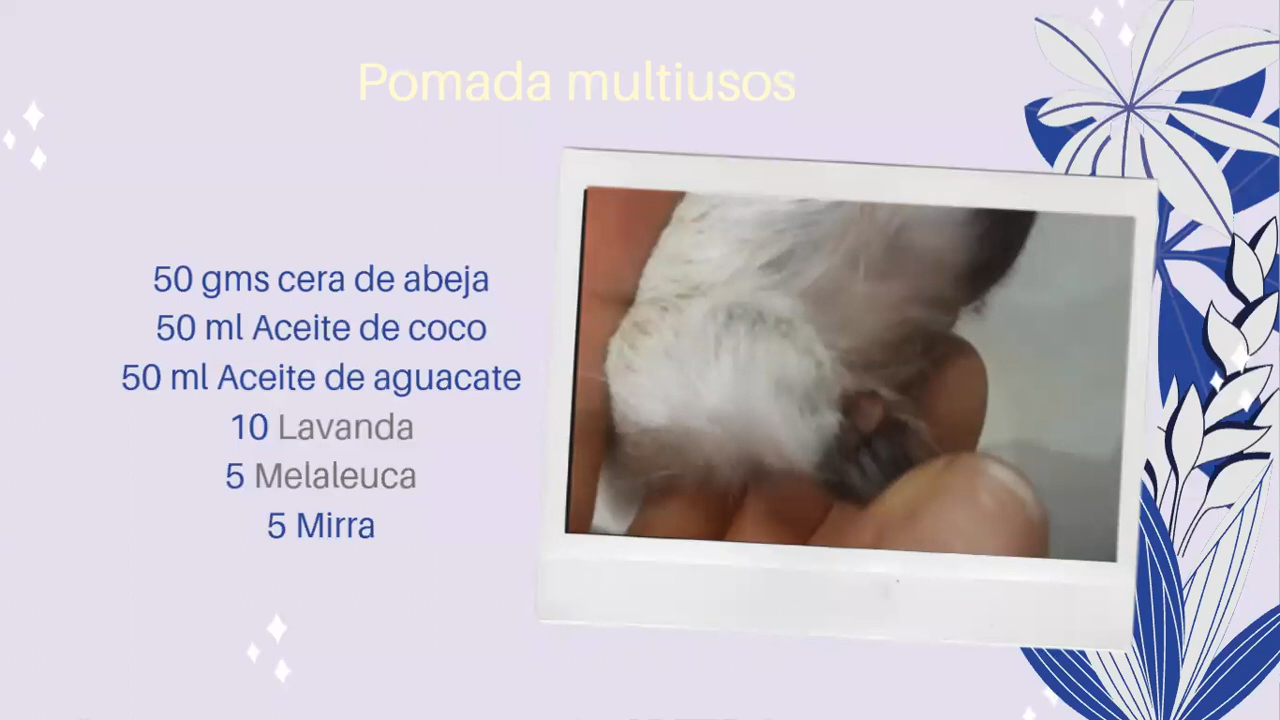 Pomada multiusos
50 gms cera de abeja
50 ml Aceite de coco
50 ml Aceite de aguacate
10 Lavanda
5 Melaleuca
5 Mirra